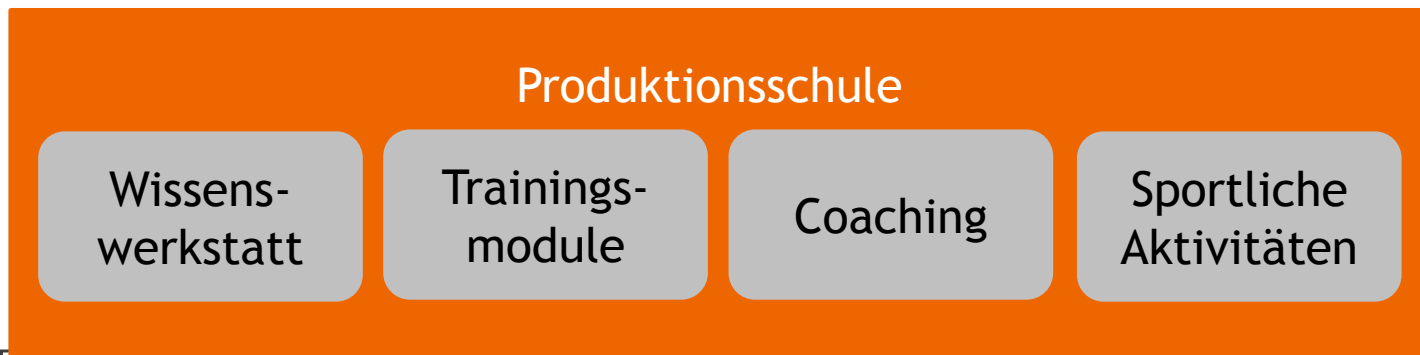 Produktionsschule
Wissens-
werkstatt
Trainings-
module
Coaching
Sportliche
Aktivitäten